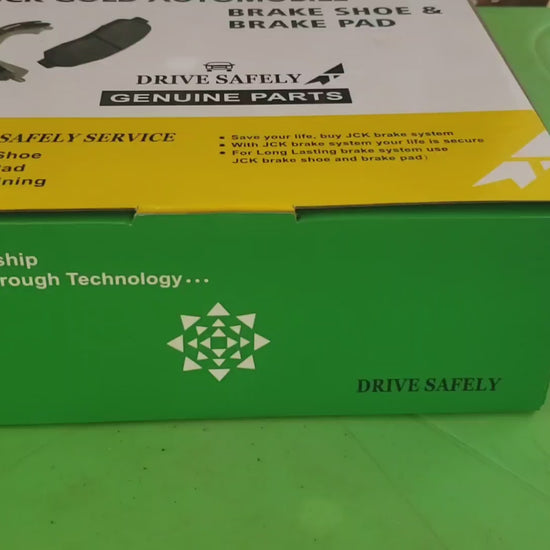 GOLD AUTOMOBILE
BRAKE SHOE &
BRAKE PAD
DRIVE SAFELY
GENUINE PARTS
SAFELY SERVICE
Shoe
ad
ning
• Save your life, buy JCK brake system
• With JCK brake system your life is secure
• For Long Lasting brake system use
JCK brake shoe and brake pad)
ship
rough Technology...
DRIVE SAFELY